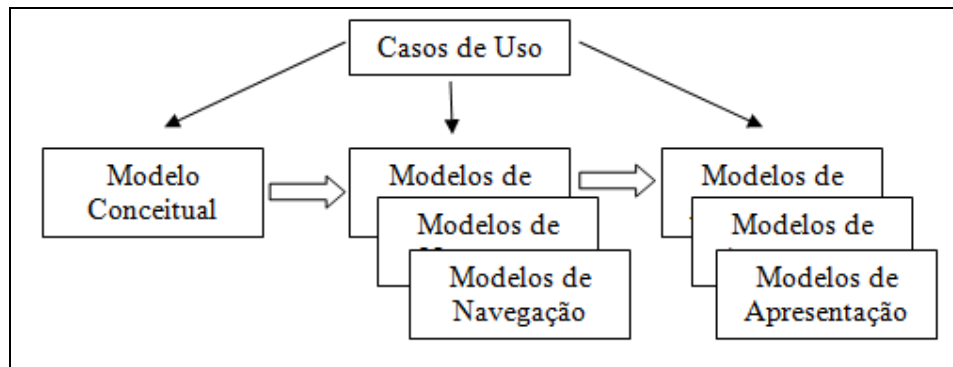 Casos de Uso
Modelo
Conceitual
Modelos de
Modelos de
Modelos de
Navegação
Modelos de
Modelos de
Modelos de
Apresentação